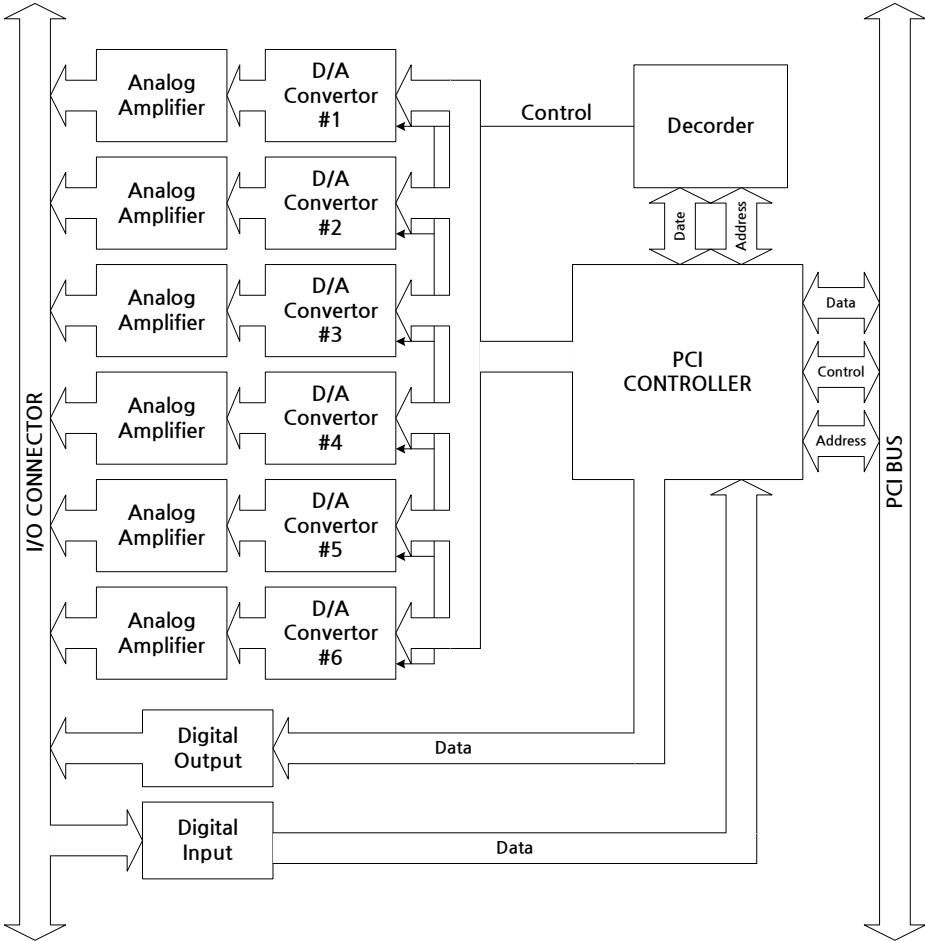 Analog
Amplifier
D/A
Convertor
#1
Control
Decorder
Analog
Amplifier
D/A
Convertor
#2
Date
Address
Analog
Amplifier
D/A
Convertor
#3
PCI
CONTROLLER
Data
Control
Address
I/O CONNECTOR
PCI BUS
Analog
Amplifier
D/A
Convertor
#4
Analog
Amplifier
D/A
Convertor
#5
Analog
Amplifier
D/A
Convertor
#6
Digital
Output
Data
Digital
Input
Data